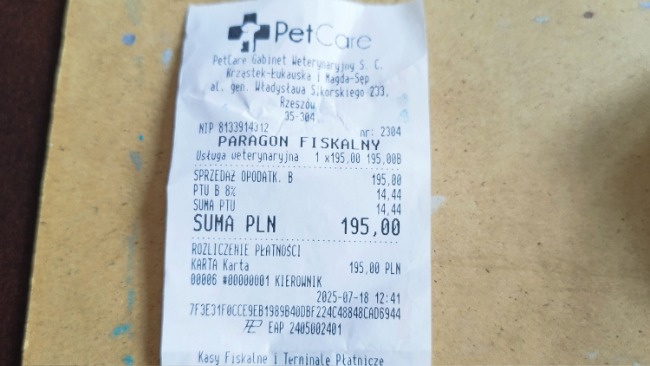 PetCare
PetCare Gabinet Weterynaryjny S. C.
Krząstek-Łukawska i Magda-Sęp
al. gen. Władysława Sikorskiego 233,
Rzeszów
35-304
NIP 8133914312 nr: 2304
PARAGON FISKALNY
Usługa weterynaryjna 1 x195,00 195,00B
SPRZEDAŻ OPODATK. B 195,00
PTU B 8% 14,44
SUMA PTU 14,44
SUMA PLN 195,00
ROZLICZENIE PŁATNOŚCI
KARTA Karta 195,00 PLN
00006 #00000001 KIEROWNIK
2025-07-18 12:41
7F3E31F0CCE9EB1989B40DBF224C48848CAD6944
EAP 2405002401
Kasy Fiskalne i Terminale Płatnicze